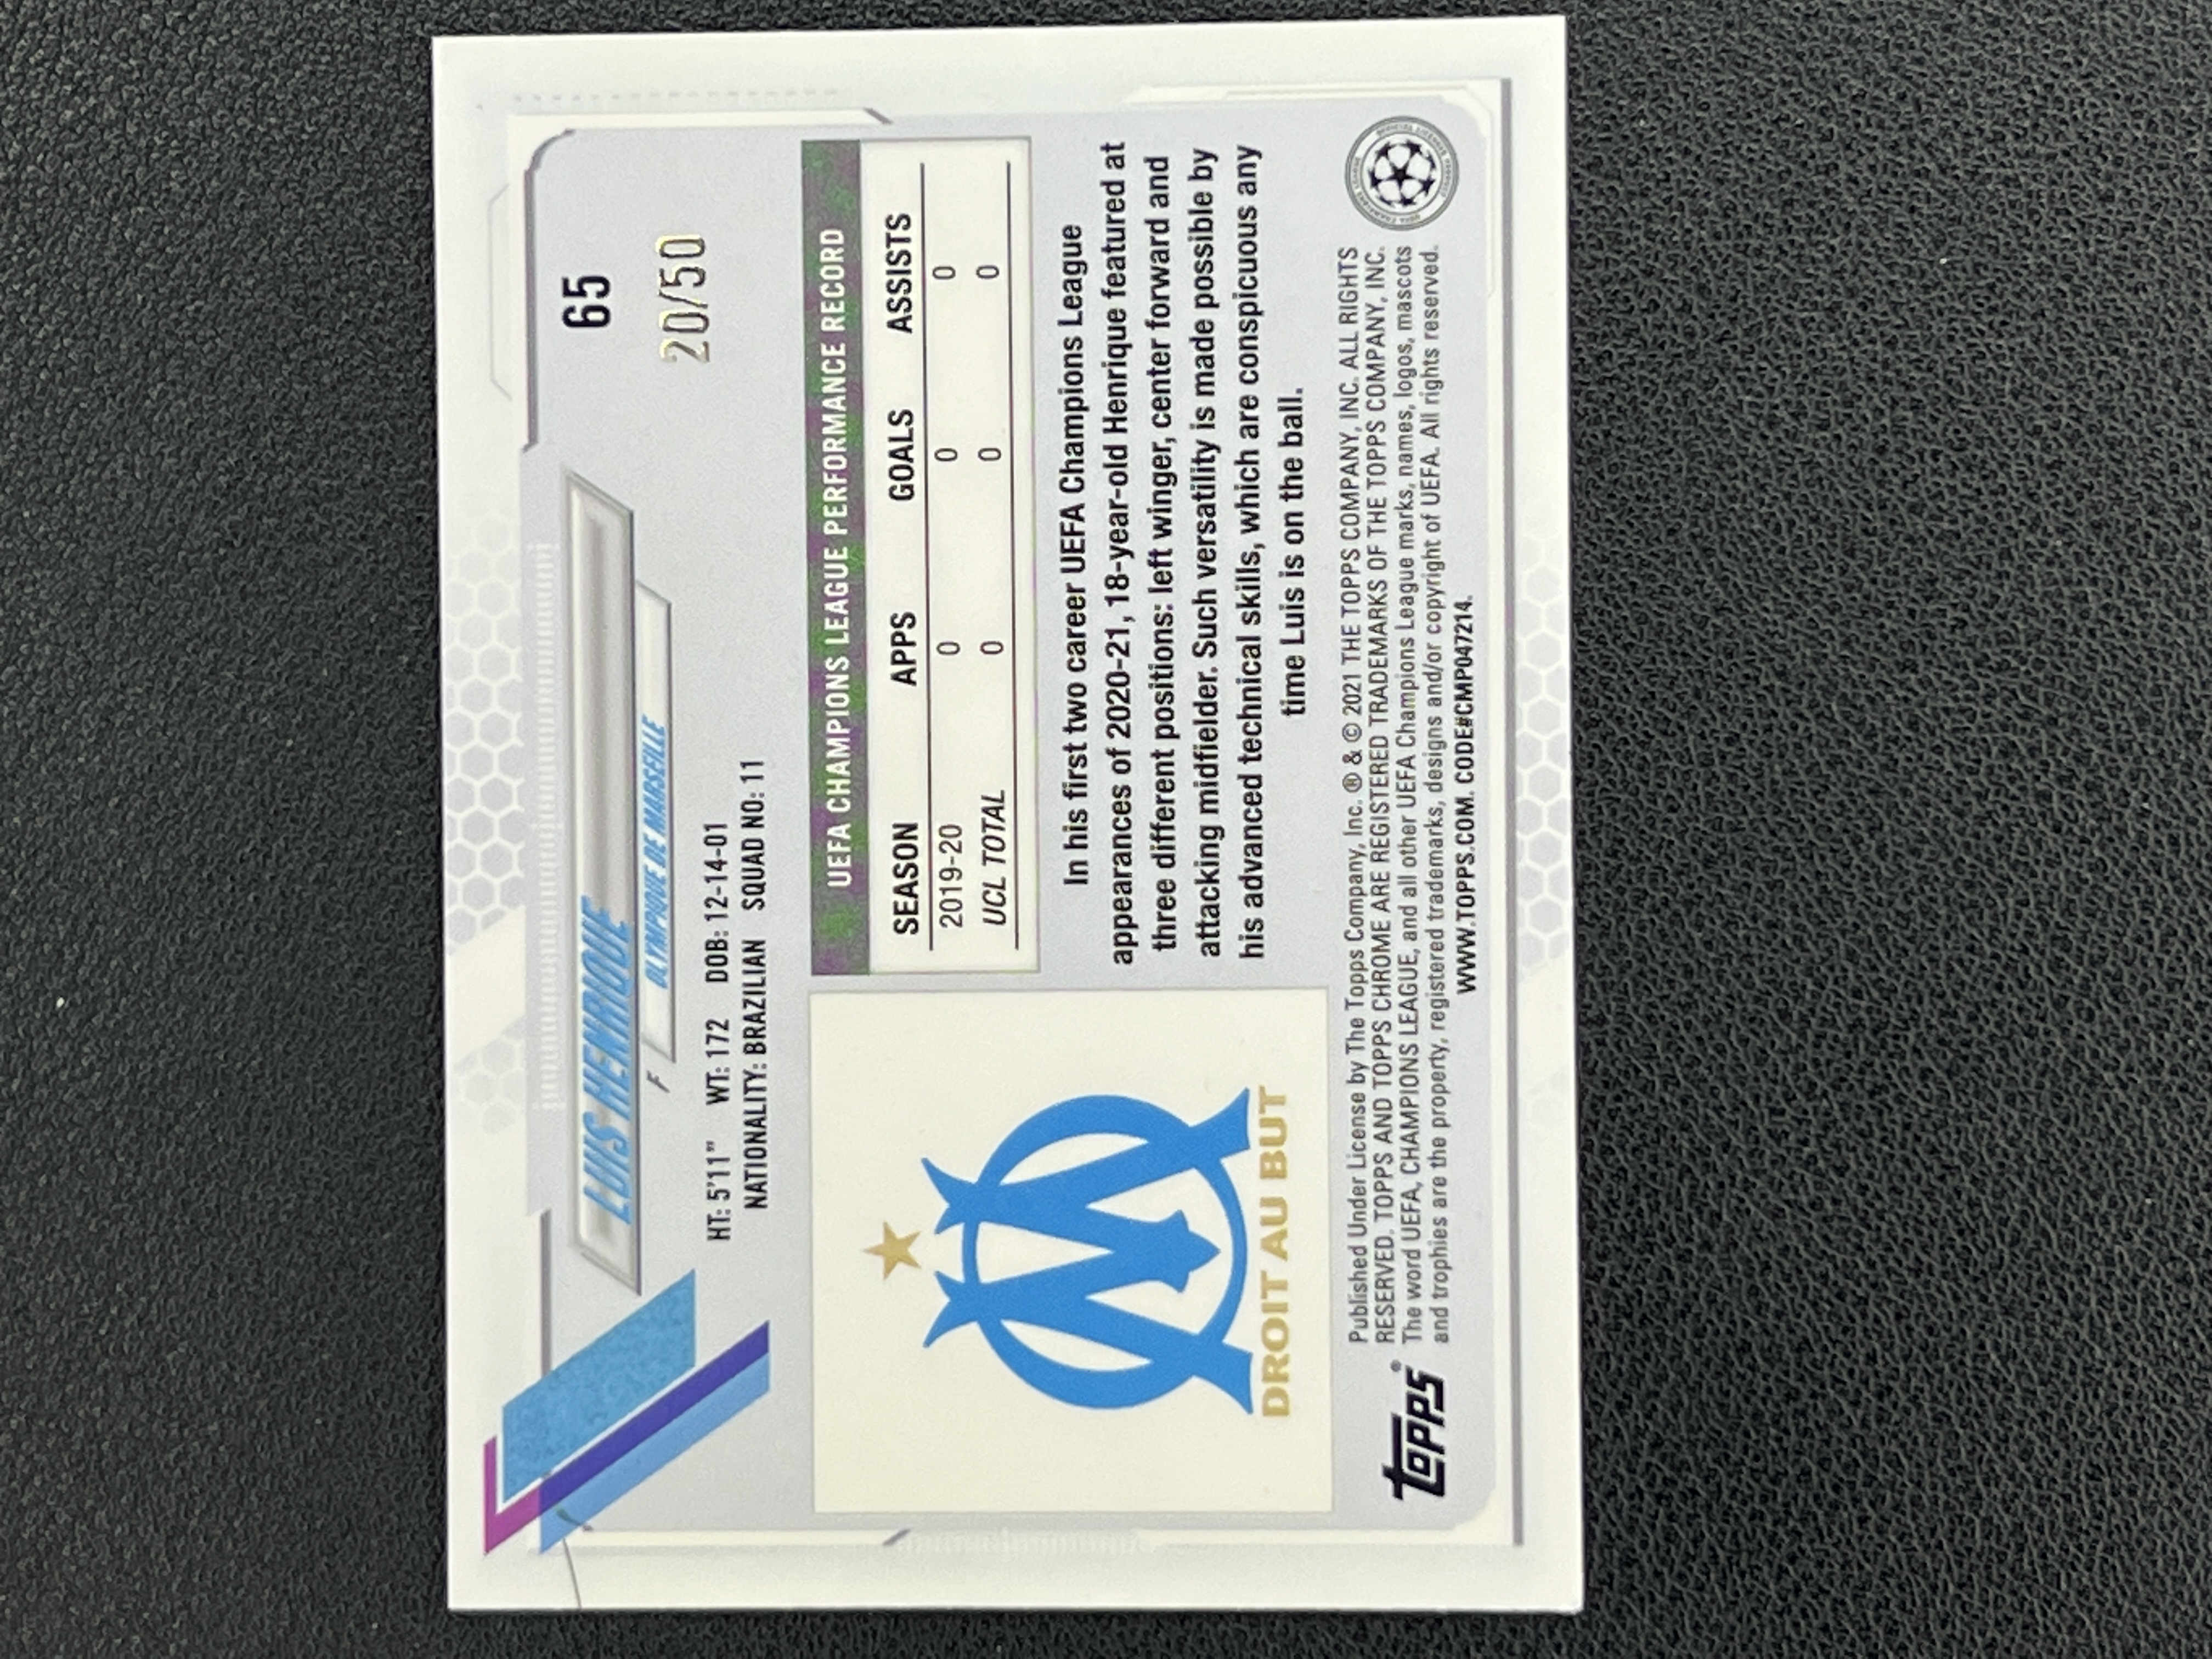 65
LUIS HENRIQUE
F OLYMPIQUE DE MARSEILLE
20/50
HT: 5'11" WT: 172 DOB: 12-14-01
NATIONALITY: BRAZILIAN SQUAD NO: 11
UEFA CHAMPIONS LEAGUE PERFORMANCE RECORD
SEASON APPS GOALS ASSISTS
2019-20 0 0 0
UCL TOTAL 0 0 0
In his first two career UEFA Champions League
appearances of 2020-21, 18-year-old Henrique featured at
three different positions: left winger, center forward and
attacking midfielder. Such versatility is made possible by
his advanced technical skills, which are conspicuous any
time Luis is on the ball.
DROIT AU BUT
topps®
Published Under License by The Topps Company, Inc. ® & © 2021 THE TOPPS COMPANY, INC. ALL RIGHTS
RESERVED. TOPPS AND TOPPS CHROME ARE REGISTERED TRADEMARKS OF THE TOPPS COMPANY, INC.
The word UEFA, CHAMPIONS LEAGUE, and all other UEFA Champions League marks, names, logos, mascots
and trophies are the property, registered trademarks, designs and/or copyright of UEFA. All rights reserved.
WWW.TOPPS.COM. CODE#CMP047214.